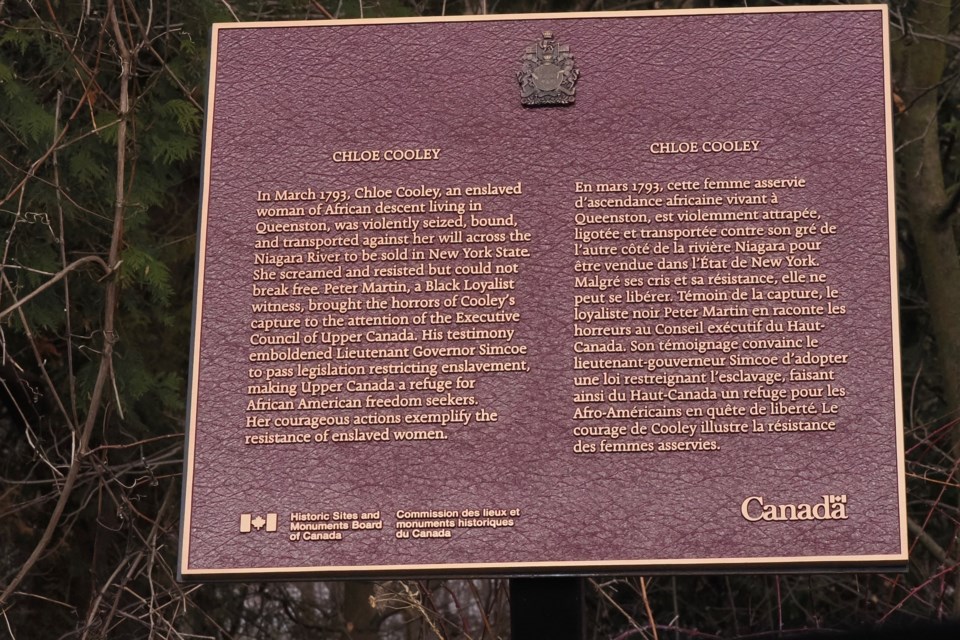 CHLOE COOLEY
In March 1793, Chloe Cooley, an enslaved
woman of African descent living in
Queenston, was violently seized, bound,
and transported against her will across the
Niagara River to be sold in New York State.
She screamed and resisted but could not
break free. Peter Martin, a Black Loyalist
witness, brought the horrors of Cooley's
capture to the attention of the Executive
Council of Upper Canada. His testimony
emboldened Lieutenant Governor Simcoe
to pass legislation restricting enslavement,
making Upper Canada a refuge for
African American freedom seekers.
Her courageous actions exemplify the
resistance of enslaved women.
CHLOE COOLEY
En mars 1793, cette femme asservie
d'ascendance africaine vivant à
Queenston, est violemment attrapée,
ligotée et transportée contre son gré de
l'autre côté de la rivière Niagara pour
être vendue dans l'État de New York.
Malgré ses cris et sa résistance, elle ne
peut se libérer. Témoin de la capture, le
loyaliste noir Peter Martin en raconte les
horreurs au Conseil exécutif du Haut-
Canada. Son témoignage convainc le
lieutenant-gouverneur Simcoe d'adopter
une loi restreignant l'esclavage, faisant
ainsi du Haut-Canada un refuge pour les
Afro-Américains en quête de liberté. Le
courage de Cooley illustre la résistance
des femmes asservies.
Historic Sites and
Monuments Board
of Canada
Commission des lieux et
monuments historiques
du Canada
Canada